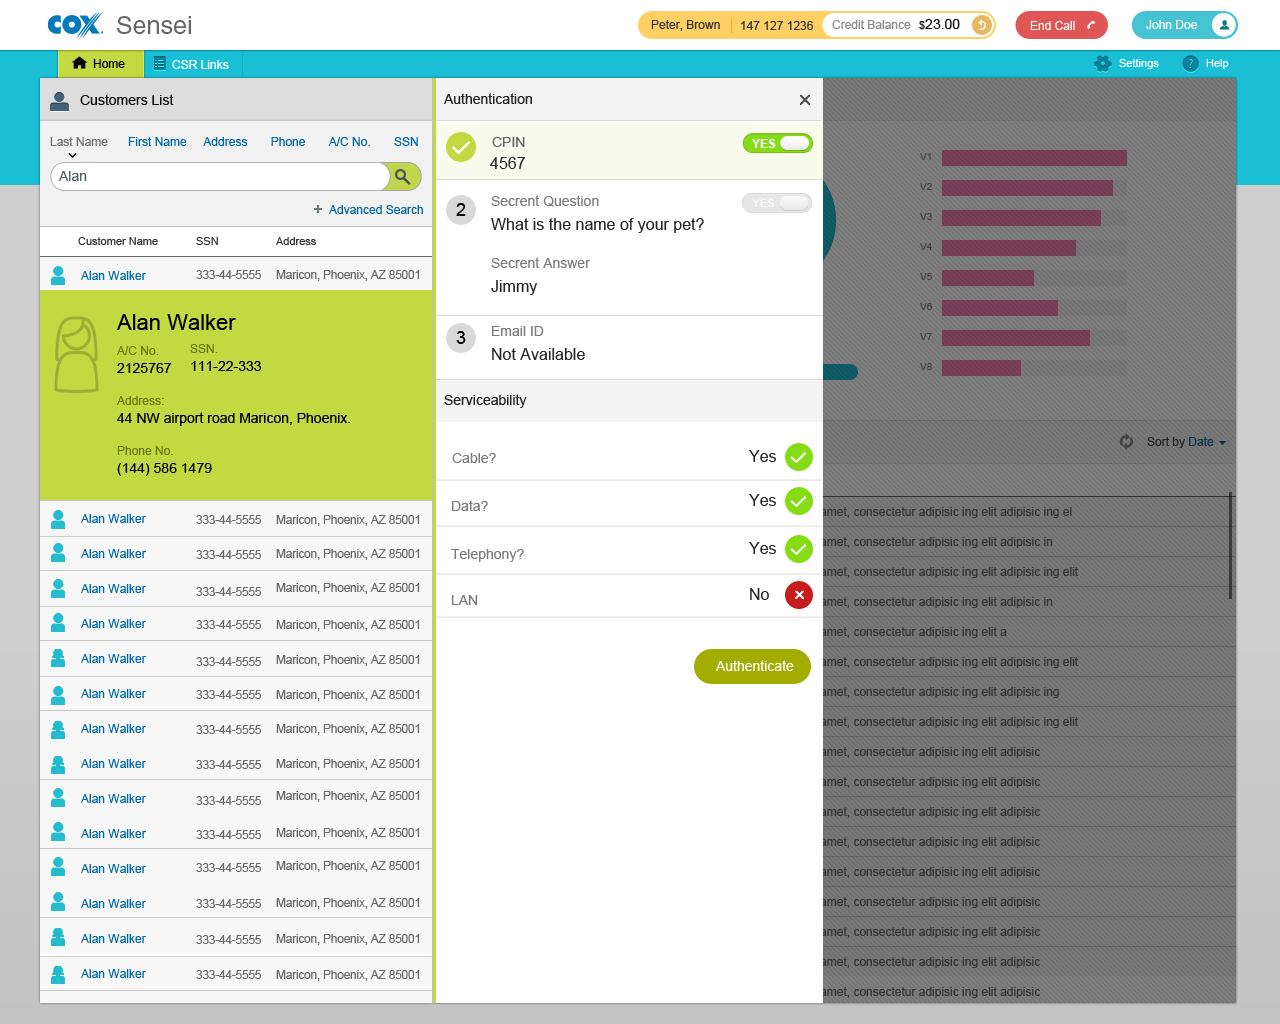 COX Sensei
Peter, Brown 147 127 1236 Credit Balance $23.00
End Call
John Doe
Home
CSR Links
Settings
? Help
Customers List
Last Name First Name Address Phone A/C No. SSN
Alan
+ Advanced Search
Customer Name SSN Address
Alan Walker 333-44-5555 Maricon, Phoenix, AZ 85001
Alan Walker
A/C No. SSN.
2125767 111-22-333
Address:
44 NW airport road Maricon, Phoenix.
Phone No.
(144) 586 1479
Alan Walker 333-44-5555 Maricon, Phoenix, AZ 85001
Alan Walker 333-44-5555 Maricon, Phoenix, AZ 85001
Alan Walker 333-44-5555 Maricon, Phoenix, AZ 85001
Alan Walker 333-44-5555 Maricon, Phoenix, AZ 85001
Alan Walker 333-44-5555 Maricon, Phoenix, AZ 85001
Alan Walker 333-44-5555 Maricon, Phoenix, AZ 85001
Alan Walker 333-44-5555 Maricon, Phoenix, AZ 85001
Alan Walker 333-44-5555 Maricon, Phoenix, AZ 85001
Alan Walker 333-44-5555 Maricon, Phoenix, AZ 85001
Alan Walker 333-44-5555 Maricon, Phoenix, AZ 85001
Alan Walker 333-44-5555 Maricon, Phoenix, AZ 85001
Alan Walker 333-44-5555 Maricon, Phoenix, AZ 85001
Alan Walker 333-44-5555 Maricon, Phoenix, AZ 85001
Alan Walker 333-44-5555 Maricon, Phoenix, AZ 85001
Authentication
CPIN YES
4567
2 Secrent Question YES
What is the name of your pet?
Secrent Answer
Jimmy
3 Email ID
Not Available
Serviceability
Cable? Yes
Data? Yes
Telephony? Yes
LAN No
Authenticate
V1
V2
V3
V4
V5
V6
V7
V8
Sort by Date
amet, consectetur adipisic ing elit adipisic ing el
amet, consectetur adipisic ing elit adipisic in
amet, consectetur adipisic ing elit adipisic ing elit
amet, consectetur adipisic ing elit adipisic in
amet, consectetur adipisic ing elit a
amet, consectetur adipisic ing elit adipisic ing elit
amet, consectetur adipisic ing elit adipisic ing
amet, consectetur adipisic ing elit adipisic ing elit
amet, consectetur adipisic ing elit adipisic
amet, consectetur adipisic ing elit adipisic
amet, consectetur adipisic ing elit adipisic
amet, consectetur adipisic ing elit adipisic
amet, consectetur adipisic ing elit adipisic
amet, consectetur adipisic ing elit adipisic
amet, consectetur adipisic ing elit adipisic
amet, consectetur adipisic ing elit adipisic
amet, consectetur adipisic ing elit adipisic